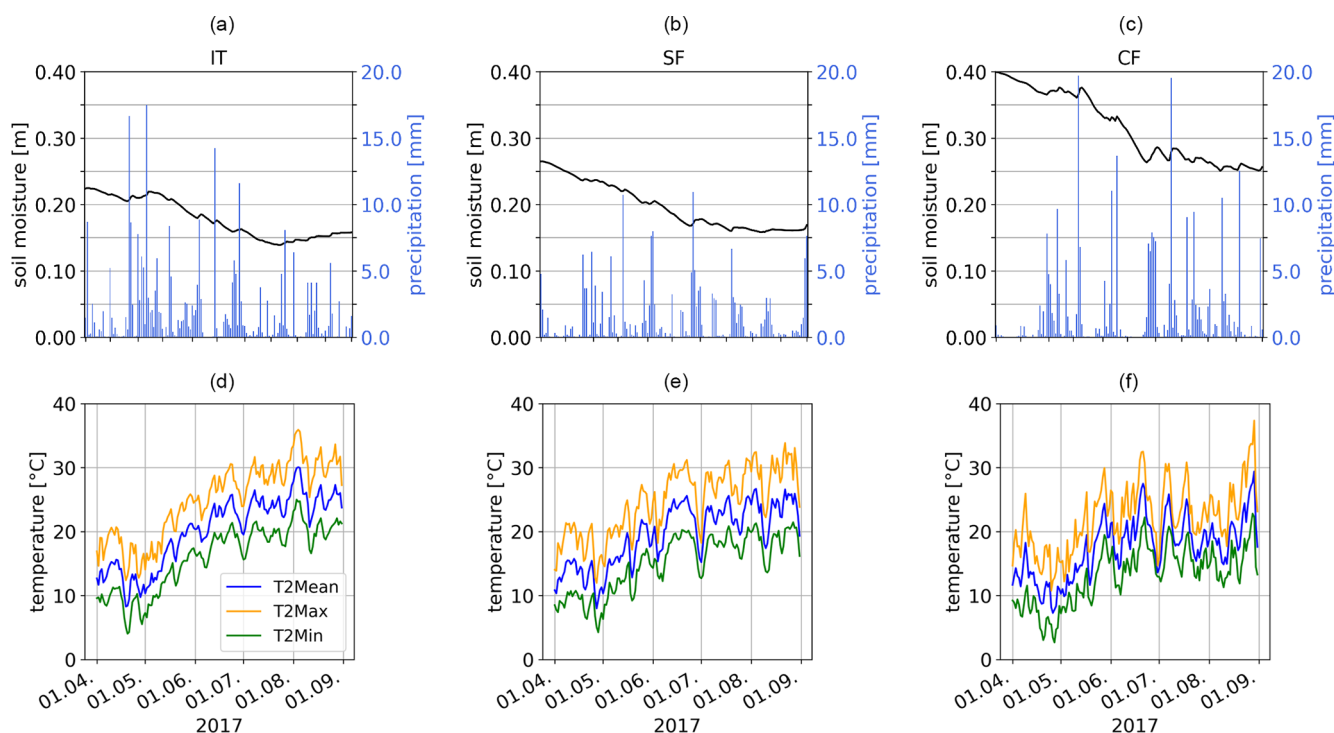 (a) (b) (c)
IT SF CF
0.40 20.0 0.40 20.0 0.40 20.0
0.30 15.0 0.30 15.0 0.30 15.0
0.20 10.0 0.20 10.0 0.20 10.0
0.10 5.0 0.10 5.0 0.10 5.0
0.00 0.0 0.00 0.0 0.00 0.0
soil moisture [m] precipitation [mm] soil moisture [m] precipitation [mm] soil moisture [m] precipitation [mm]
(d) (e) (f)
40 40 40
30 30 30
20 20 20
10 10 10
0 0 0
temperature [°C] temperature [°C] temperature [°C]
T2Mean
T2Max
T2Min
01.04. 01.05. 01.06. 01.07. 01.08. 01.09. 01.04. 01.05. 01.06. 01.07. 01.08. 01.09. 01.04. 01.05. 01.06. 01.07. 01.08. 01.09.
2017 2017 2017